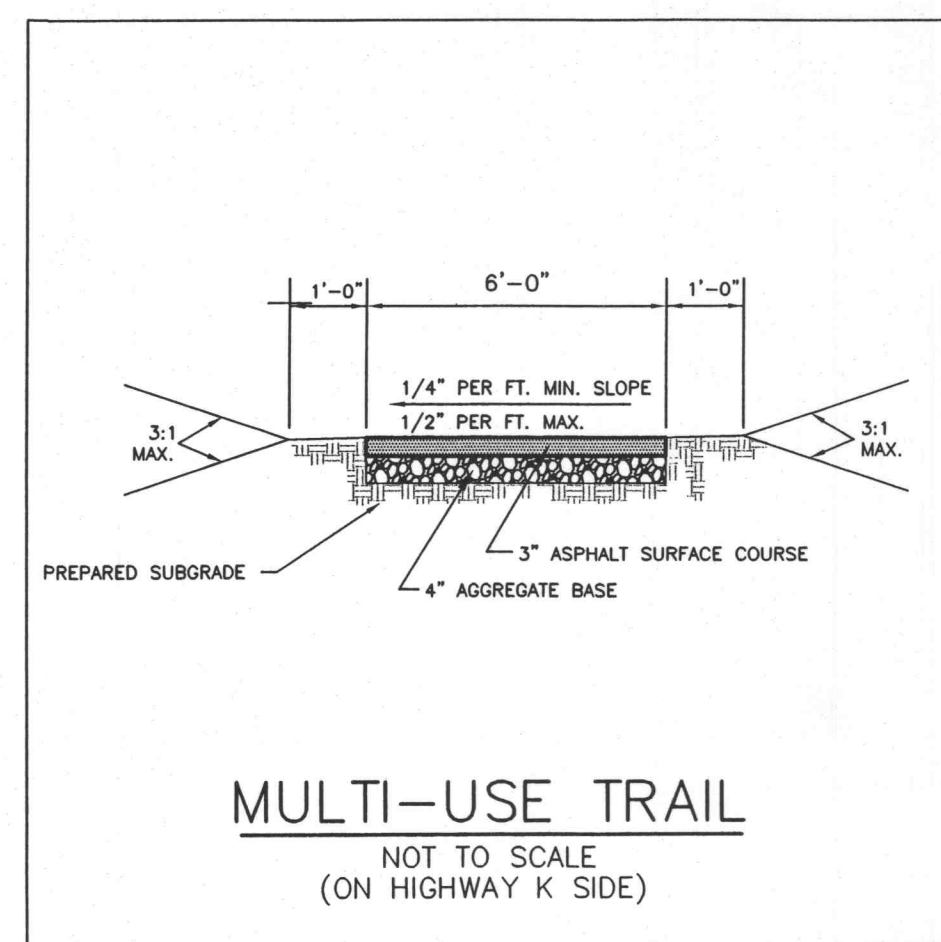 1'-0"
6'-0"
1'-0"
1/4" PER FT. MIN. SLOPE
1/2" PER FT. MAX.
3:1
MAX.
3:1
MAX.
3" ASPHALT SURFACE COURSE
PREPARED SUBGRADE
4" AGGREGATE BASE
MULTI-USE TRAIL
NOT TO SCALE
(ON HIGHWAY K SIDE)